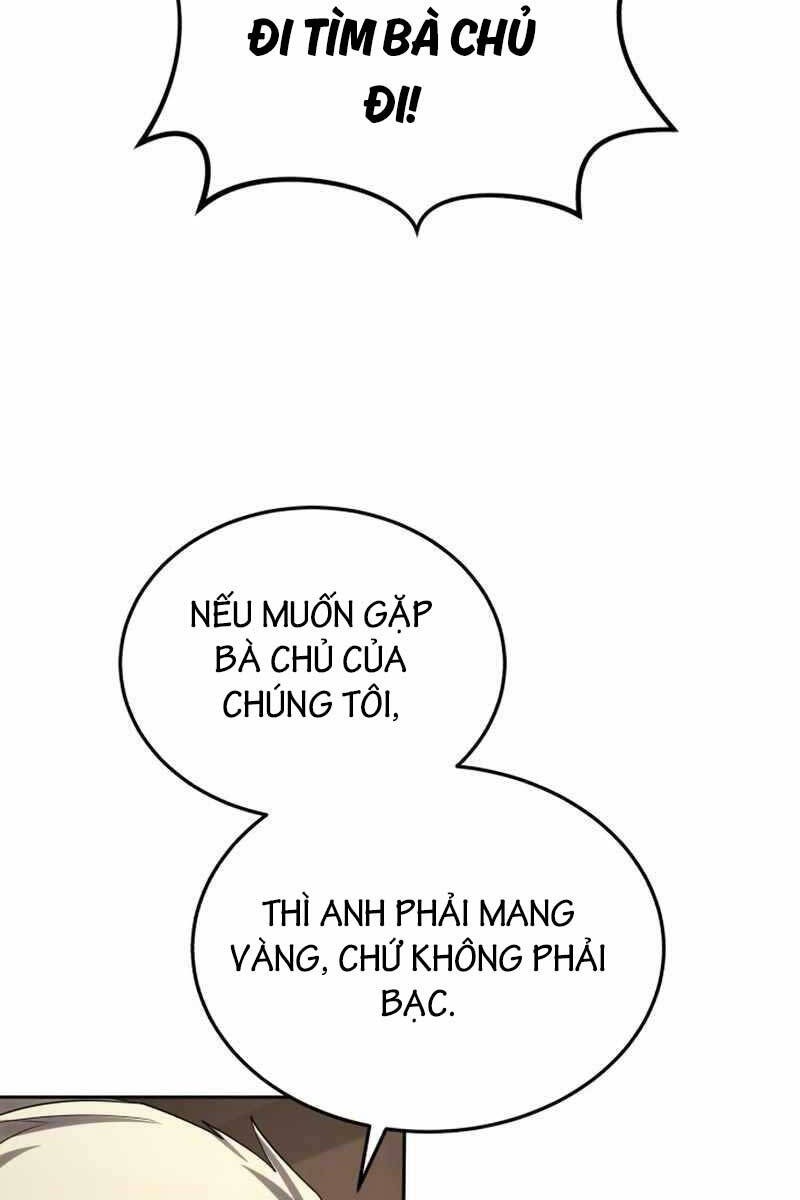 ĐI TÌM BÀ CHỦ
ĐI!
NẾU MUỐN GẶP
BÀ CHỦ CỦA
CHÚNG TÔI,
THÌ ANH PHẢI MANG
VÀNG, CHỨ KHÔNG PHẢI
BẠC.